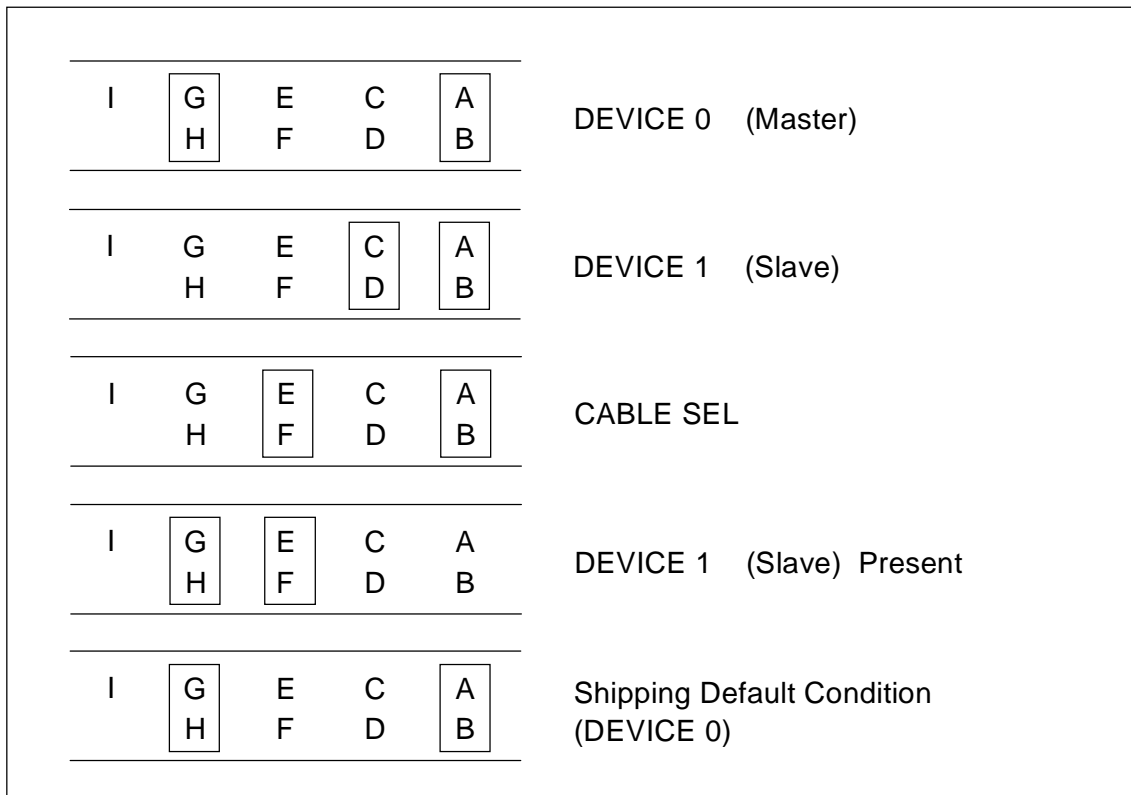 I G E C A
H F D B
DEVICE 0 (Master)
I G E C A
H F D B
DEVICE 1 (Slave)
I G E C A
H F D B
CABLE SEL
I G E C A
H F D B
DEVICE 1 (Slave) Present
I G E C A
H F D B
Shipping Default Condition
(DEVICE 0)